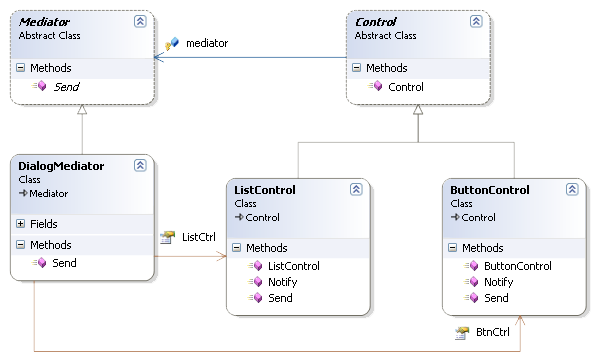 Mediator
Abstract Class
Methods
Send
mediator
Control
Abstract Class
Methods
Control
DialogMediator
Class
Mediator
Fields
Methods
Send
ListCtrl
ListControl
Class
Control
Methods
ListControl
Notify
Send
ButtonControl
Class
Control
Methods
ButtonControl
Notify
Send
BtnCtrl